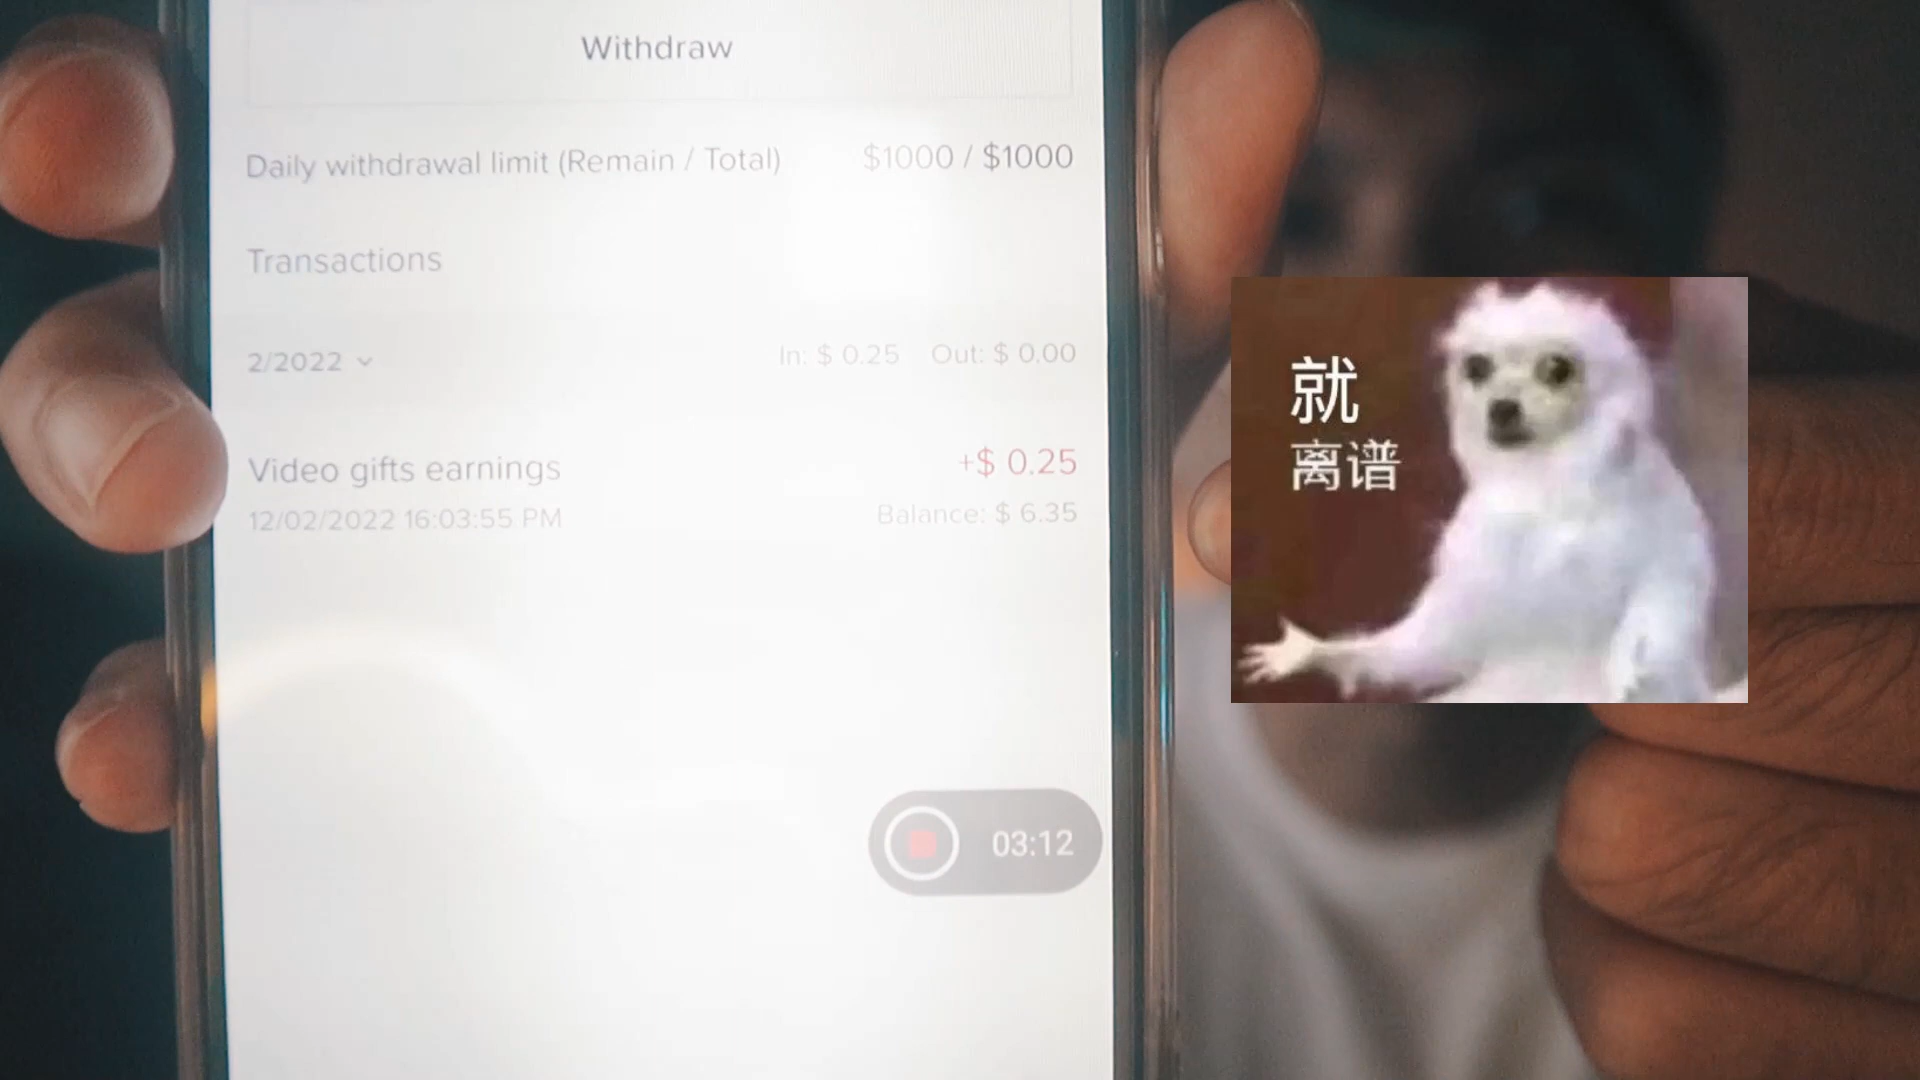 Withdraw
Daily withdrawal limit (Remain / Total) $1000 / $1000
Transactions
2/2022 In: $ 0.25 Out: $ 0.00
Video gifts earnings +$ 0.25
12/02/2022 16:03:55 PM Balance: $ 6.35
03:12
就
离谱